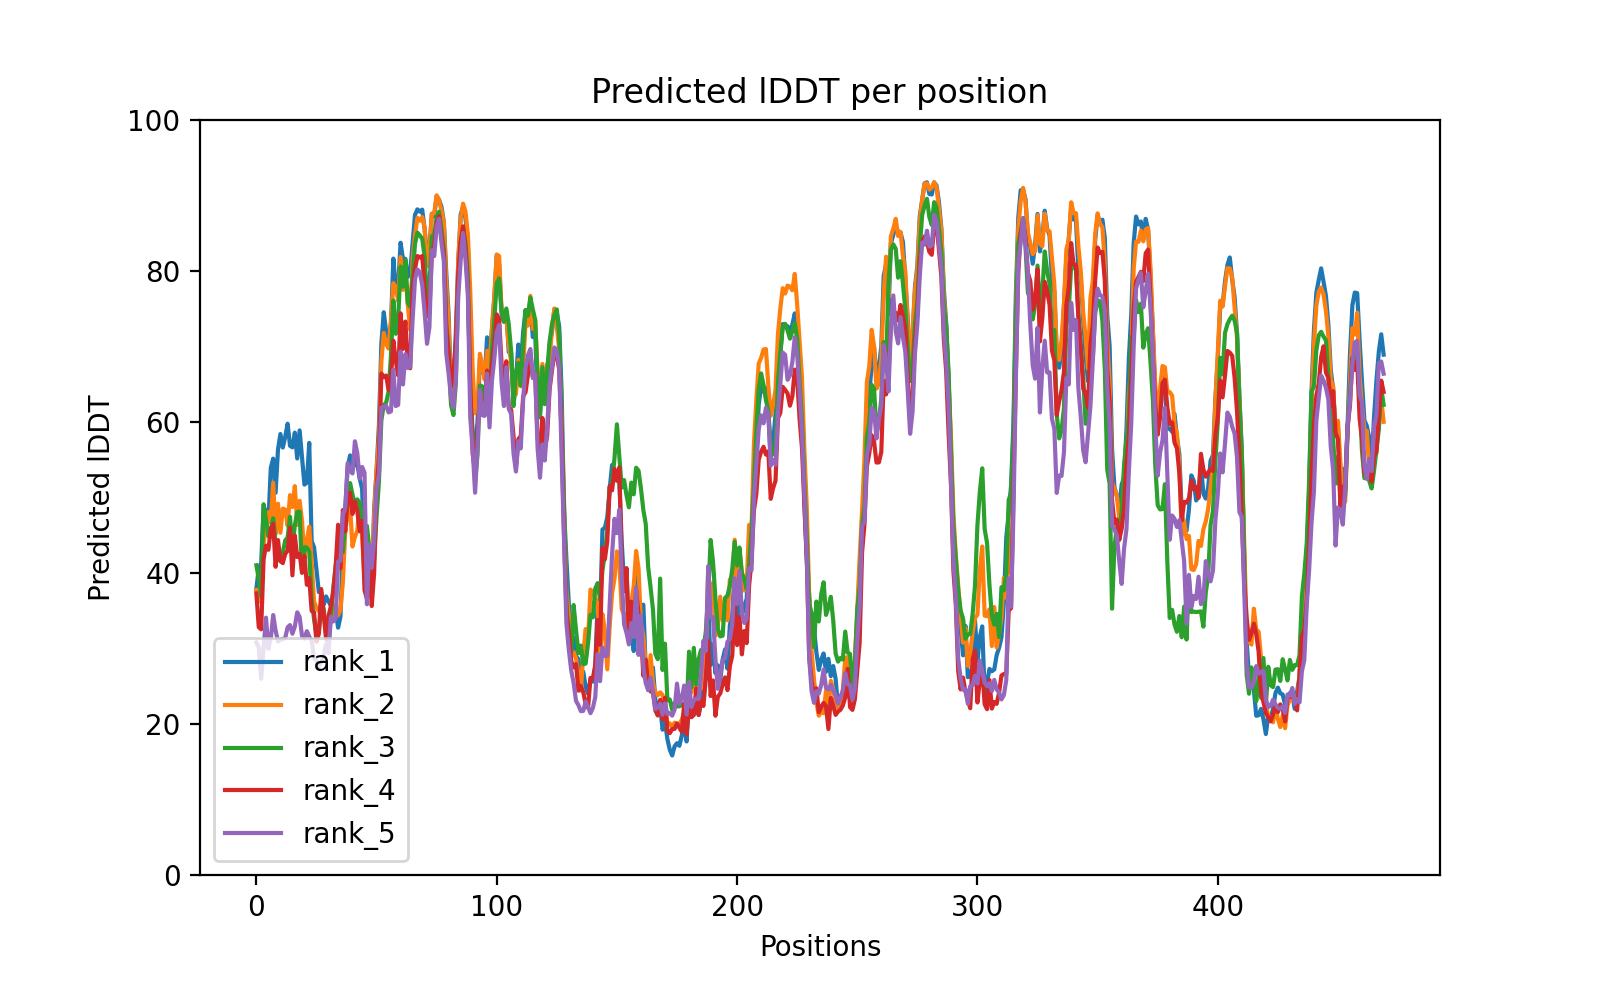 Predicted lDDT per position
100
80
60
40
20
0
Predicted lDDT
rank_1
rank_2
rank_3
rank_4
rank_5
0 100 200 300 400
Positions